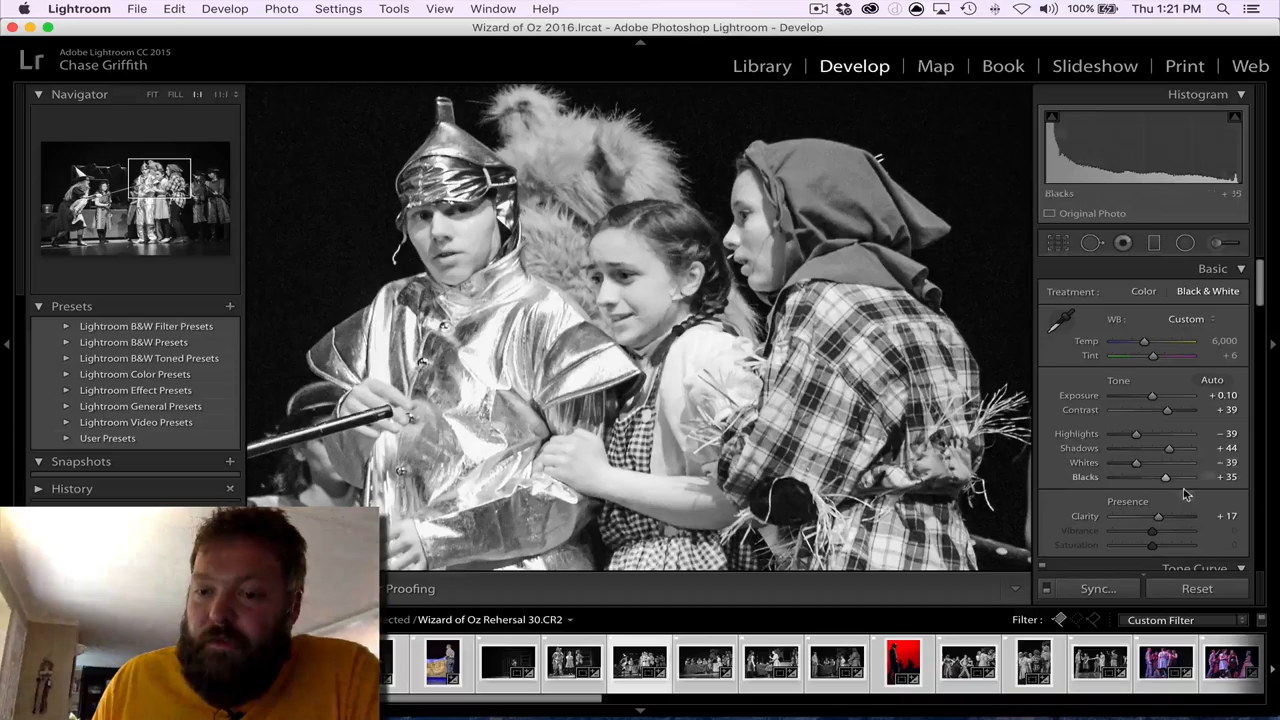 Lightroom File Edit Develop Photo Settings Tools View Window Help 100% Thu 1:21 PM
Wizard of Oz 2016.lrcat - Adobe Photoshop Lightroom - Develop
Lr
Adobe Lightroom CC 2015
Chase Griffith
Library Develop Map Book Slideshow Print Web
Navigator FIT FILL 1:1 11:1
Presets +
Lightroom B&W Filter Presets
Lightroom B&W Presets
Lightroom B&W Toned Presets
Lightroom Color Presets
Lightroom Effect Presets
Lightroom General Presets
Lightroom Video Presets
User Presets
Snapshots +
History ×
Histogram
Blacks + 35
Original Photo
Basic
Treatment : Color Black & White
WB : Custom
Temp 6,000
Tint + 6
Tone Auto
Exposure + 0.10
Contrast + 39
Highlights – 39
Shadows + 44
Whites – 39
Blacks + 35
Presence
Clarity + 17
Vibrance 0
Saturation 0
Tone Curve
Proofing
Sync... Reset
ected / Wizard of Oz Rehersal 30.CR2
Filter : Custom Filter